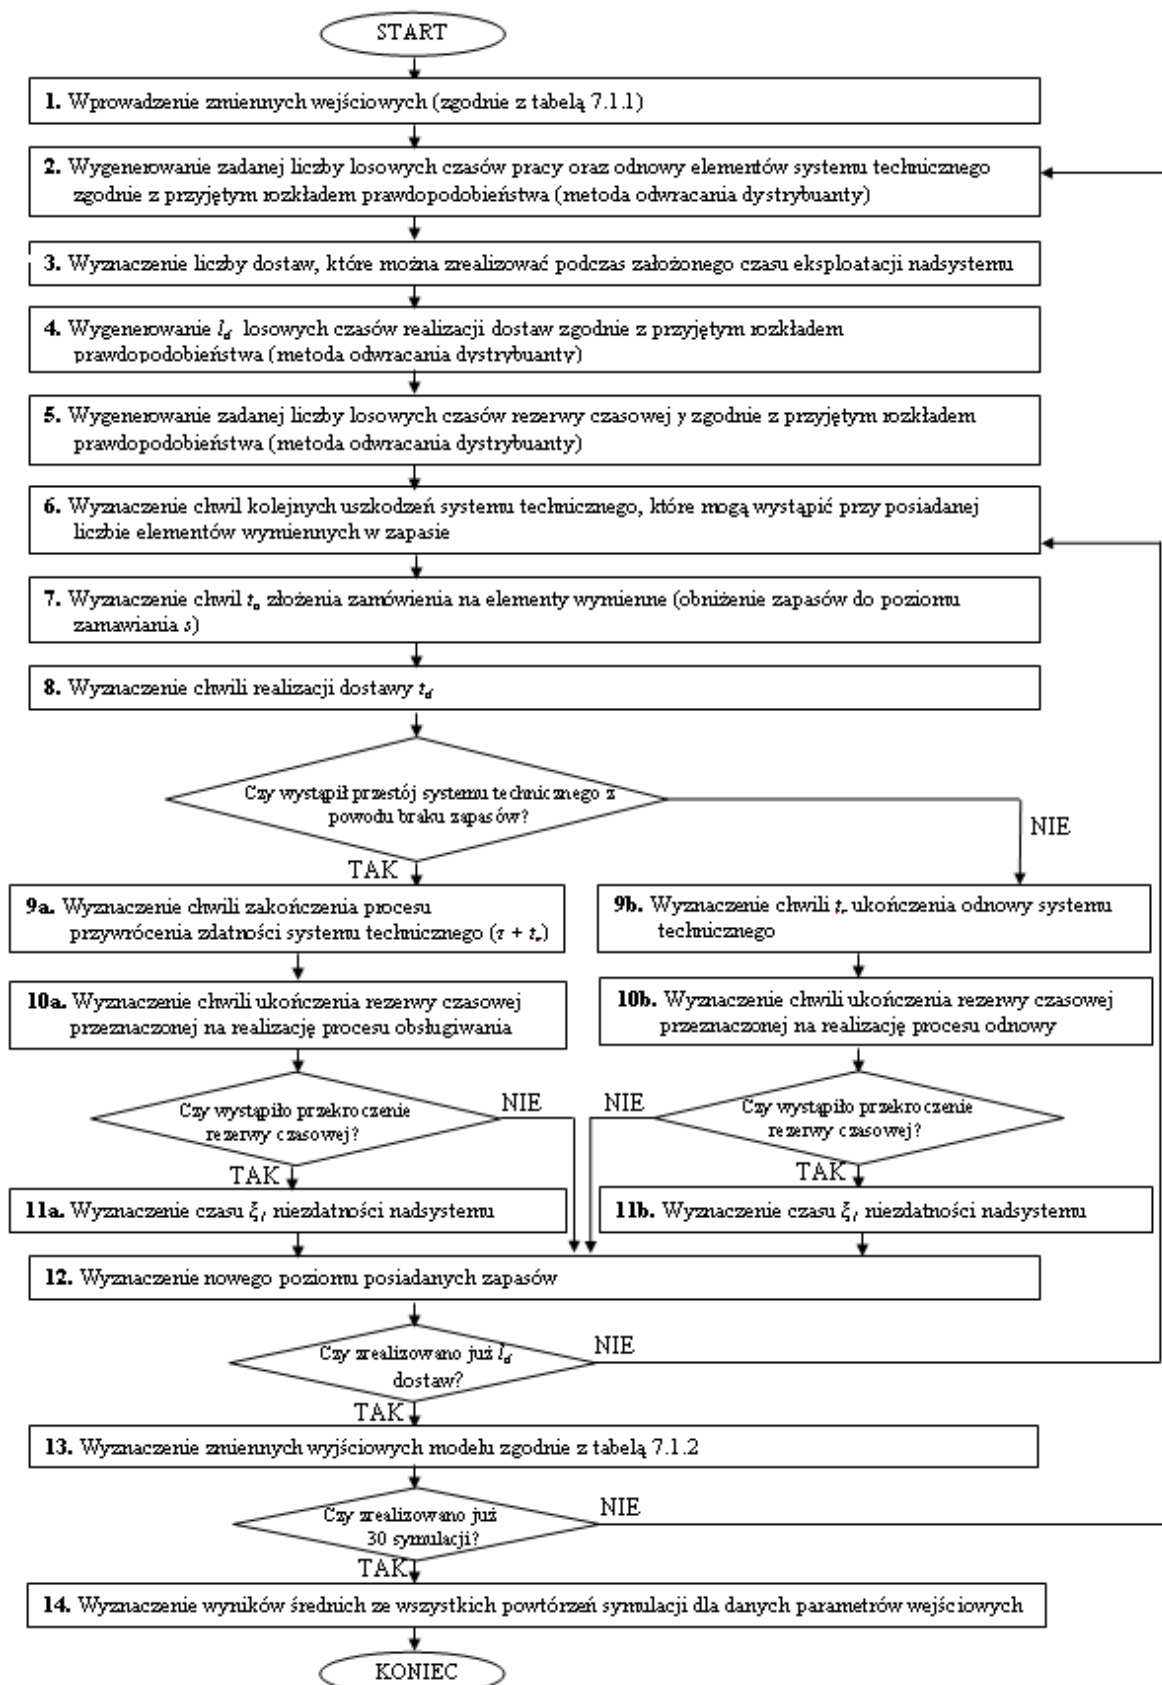 START
1. Wprowadzenie zmiennych wejściowych (zgodnie z tabelą 7.1.1)
2. Wygenerowanie zadanej liczby losowych czasów pracy oraz odnowy elementów systemu technicznego
zgodnie z przyjętym rozkładem prawdopodobieństwa (metoda odwracania dystrybuanty)
3. Wyznaczenie liczby dostaw, które można zrealizować podczas założonego czasu eksploatacji nadsystemu
4. Wygenerowanie l_d losowych czasów realizacji dostaw zgodnie z przyjętym rozkładem
prawdopodobieństwa (metoda odwracania dystrybuanty)
5. Wygenerowanie zadanej liczby losowych czasów rezerwy czasowej γ zgodnie z przyjętym rozkładem
prawdopodobieństwa (metoda odwracania dystrybuanty)
6. Wyznaczenie chwil kolejnych uszkodzeń systemu technicznego, które mogą wystąpić przy posiadanej
liczbie elementów wymiennych w zapasie
7. Wyznaczenie chwil t_o złożenia zamówienia na elementy wymienne (obniżenie zapasów do poziomu
zamawiania s)
8. Wyznaczenie chwili realizacji dostawy t_d
Czy wystąpił przestój systemu technicznego z
powodu braku zapasów?
NIE
TAK
9a. Wyznaczenie chwili zakończenia procesu
przywrócenia zdatności systemu technicznego (τ + t_r)
9b. Wyznaczenie chwili t_r ukończenia odnowy systemu
technicznego
10a. Wyznaczenie chwili ukończenia rezerwy czasowej
przeznaczonej na realizację procesu obsługiwania
10b. Wyznaczenie chwili ukończenia rezerwy czasowej
przeznaczonej na realizację procesu odnowy
Czy wystąpiło przekroczenie
rezerwy czasowej?
NIE
TAK
NIE
Czy wystąpiło przekroczenie
rezerwy czasowej?
TAK
11a. Wyznaczenie czasu ξ_i niezdatności nadsystemu
11b. Wyznaczenie czasu ξ_i niezdatności nadsystemu
12. Wyznaczenie nowego poziomu posiadanych zapasów
Czy zrealizowano już l_d
dostaw?
NIE
TAK
13. Wyznaczenie zmiennych wyjściowych modelu zgodnie z tabelą 7.1.2
Czy zrealizowano już
30 symulacji?
NIE
TAK
14. Wyznaczenie wyników średnich ze wszystkich powtórzeń symulacji dla danych parametrów wejściowych
KONIEC